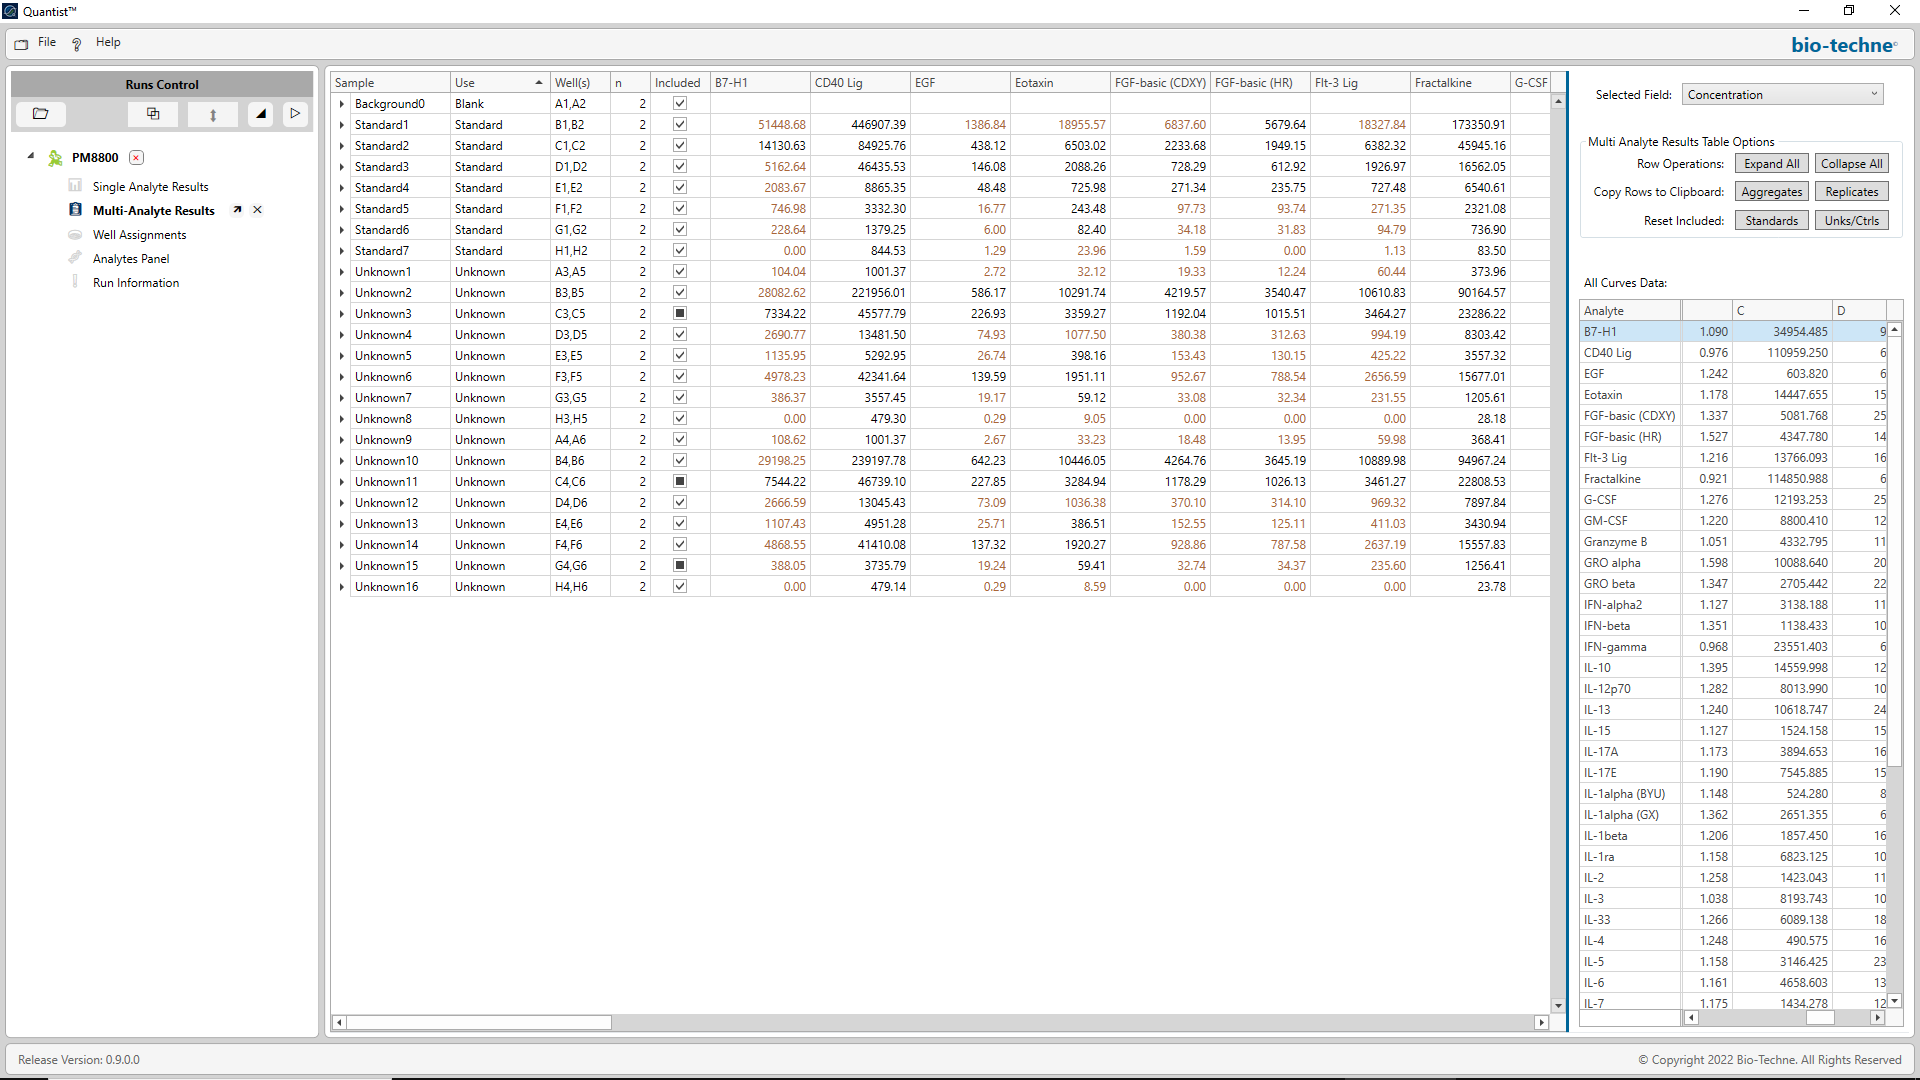 Quantist™
File ? Help
bio-techne
Runs Control
PM8800
Single Analyte Results
Multi-Analyte Results
Well Assignments
Analytes Panel
Run Information
Sample Use Well(s) n Included B7-H1 CD40 Lig EGF Eotaxin FGF-basic (CDXY) FGF-basic (HR) Flt-3 Lig Fractalkine G-CSF
Background0 Blank A1,A2 2
Standard1 Standard B1,B2 2 51448.68 446907.39 1386.84 18955.57 6837.60 5679.64 18327.84 173350.91
Standard2 Standard C1,C2 2 14130.63 84925.76 438.12 6503.02 2233.68 1949.15 6382.32 45945.16
Standard3 Standard D1,D2 2 5162.64 46435.53 146.08 2088.26 728.29 612.92 1926.97 16562.05
Standard4 Standard E1,E2 2 2083.67 8865.35 48.48 725.98 271.34 235.75 727.48 6540.61
Standard5 Standard F1,F2 2 746.98 3332.30 16.77 243.48 97.73 93.74 271.35 2321.08
Standard6 Standard G1,G2 2 228.64 1379.25 6.00 82.40 34.18 31.83 94.79 736.90
Standard7 Standard H1,H2 2 0.00 844.53 1.29 23.96 1.59 0.00 1.13 83.50
Unknown1 Unknown A3,A5 2 104.04 1001.37 2.72 32.12 19.33 12.24 60.44 373.96
Unknown2 Unknown B3,B5 2 28082.62 221956.01 586.17 10291.74 4219.57 3540.47 10610.83 90164.57
Unknown3 Unknown C3,C5 2 7334.22 45577.79 226.93 3359.27 1192.04 1015.51 3464.27 23286.22
Unknown4 Unknown D3,D5 2 2690.77 13481.50 74.93 1077.50 380.38 312.63 994.19 8303.42
Unknown5 Unknown E3,E5 2 1135.95 5292.95 26.74 398.16 153.43 130.15 425.22 3557.32
Unknown6 Unknown F3,F5 2 4978.23 42341.64 139.59 1951.11 952.67 788.54 2656.59 15677.01
Unknown7 Unknown G3,G5 2 386.37 3557.45 19.17 59.12 33.08 32.34 231.55 1205.61
Unknown8 Unknown H3,H5 2 0.00 479.30 0.29 9.05 0.00 0.00 0.00 28.18
Unknown9 Unknown A4,A6 2 108.62 1001.37 2.67 33.23 18.48 13.95 59.98 368.41
Unknown10 Unknown B4,B6 2 29198.25 239197.78 642.23 10446.05 4264.76 3645.19 10889.98 94967.24
Unknown11 Unknown C4,C6 2 7544.22 46739.10 227.85 3284.94 1178.29 1026.13 3461.27 22808.53
Unknown12 Unknown D4,D6 2 2666.59 13045.43 73.09 1036.38 370.10 314.10 969.32 7897.84
Unknown13 Unknown E4,E6 2 1107.43 4951.28 25.71 386.51 152.55 125.11 411.03 3430.94
Unknown14 Unknown F4,F6 2 4868.55 41410.08 137.32 1920.27 928.86 787.58 2637.19 15557.83
Unknown15 Unknown G4,G6 2 388.05 3735.79 19.24 59.41 32.74 34.37 235.60 1256.41
Unknown16 Unknown H4,H6 2 0.00 479.14 0.29 8.59 0.00 0.00 0.00 23.78
Selected Field: Concentration
Multi Analyte Results Table Options
Row Operations: Expand All Collapse All
Copy Rows to Clipboard: Aggregates Replicates
Reset Included: Standards Unks/Ctrls
All Curves Data:
Analyte C D
B7-H1 1.090 34954.485 9
CD40 Lig 0.976 110959.250 6
EGF 1.242 603.820 6
Eotaxin 1.178 14447.655 15
FGF-basic (CDXY) 1.337 5081.768 25
FGF-basic (HR) 1.527 4347.780 14
Flt-3 Lig 1.216 13766.093 16
Fractalkine 0.921 114850.988 6
G-CSF 1.276 12193.253 25
GM-CSF 1.220 8800.410 12
Granzyme B 1.051 4332.795 11
GRO alpha 1.598 10088.640 20
GRO beta 1.347 2705.442 22
IFN-alpha2 1.127 3138.188 11
IFN-beta 1.351 1138.433 10
IFN-gamma 0.968 23551.403 6
IL-10 1.395 14559.998 12
IL-12p70 1.282 8013.990 10
IL-13 1.240 10618.747 24
IL-15 1.127 1524.158 15
IL-17A 1.173 3894.653 16
IL-17E 1.190 7545.885 15
IL-1alpha (BYU) 1.148 524.280 8
IL-1alpha (GX) 1.362 2651.355 6
IL-1beta 1.206 1857.450 16
IL-1ra 1.158 6823.125 10
IL-2 1.258 1423.043 11
IL-3 1.038 8193.743 10
IL-33 1.266 6089.138 18
IL-4 1.248 490.575 16
IL-5 1.158 3146.425 23
IL-6 1.161 4658.603 13
IL-7 1.175 1434.278 12
Release Version: 0.9.0.0
© Copyright 2022 Bio-Techne. All Rights Reserved